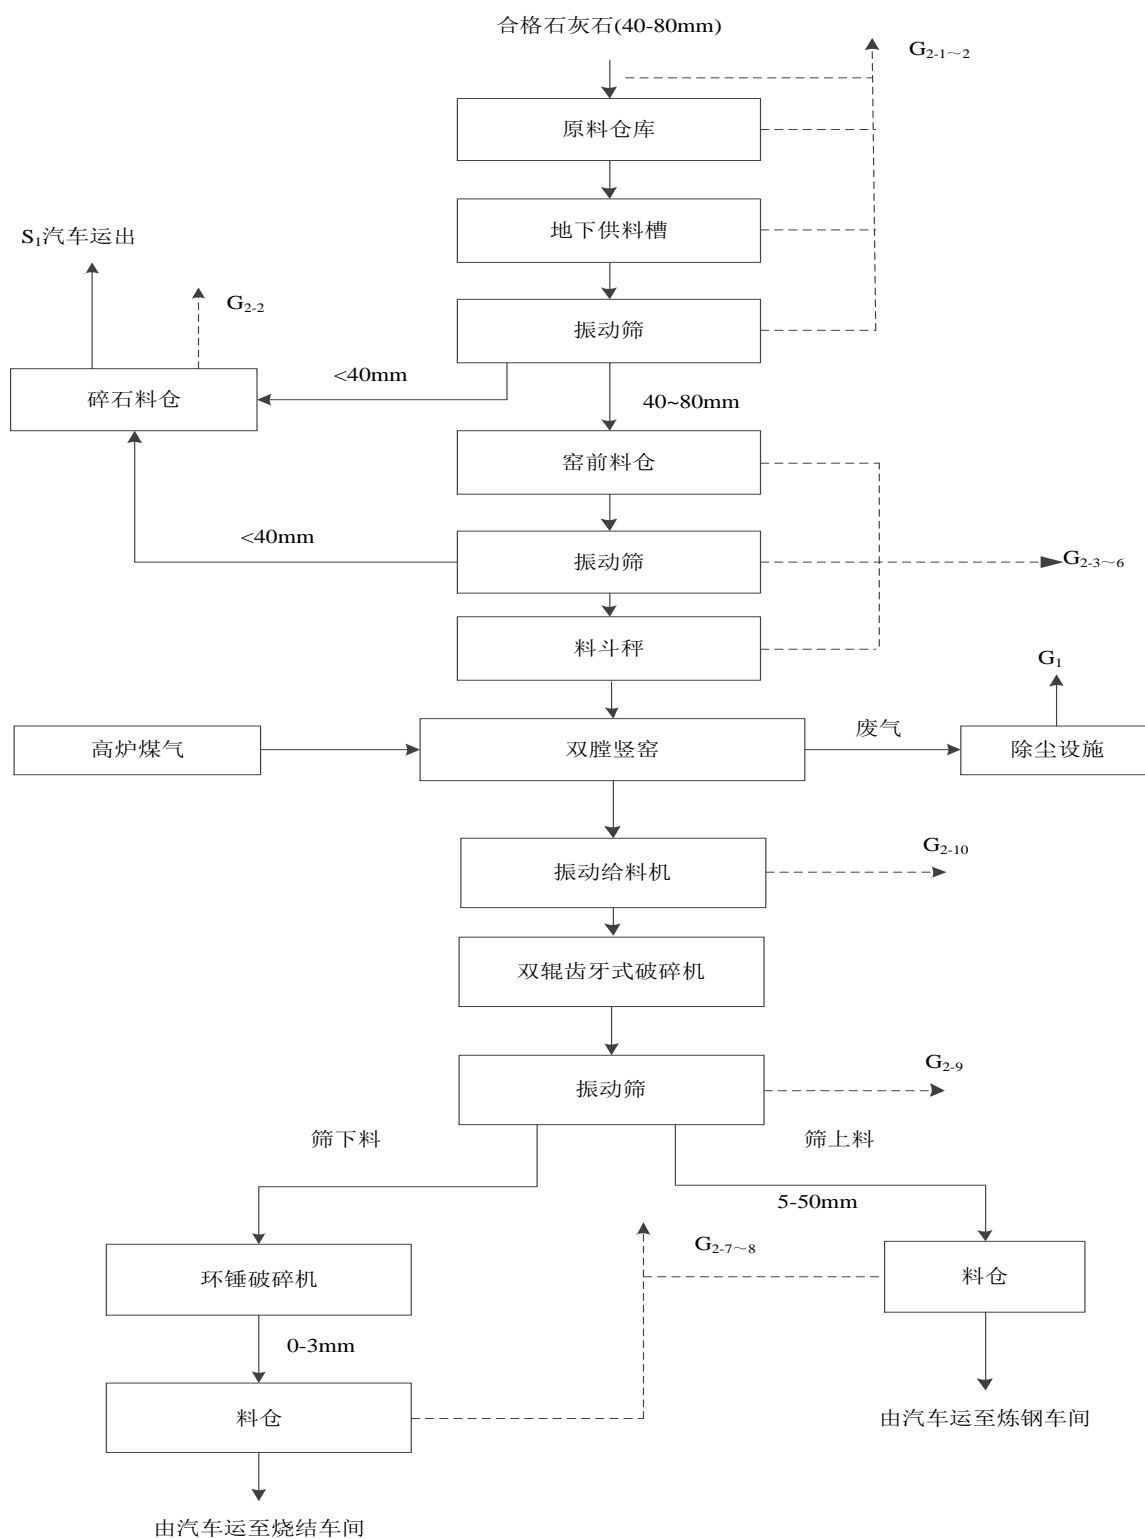 合格石灰石(40-80mm)
G2-1～2
原料仓库
地下供料槽
S1汽车运出
G2-2
振动筛
<40mm
碎石料仓
40~80mm
窑前料仓
<40mm
振动筛
G2-3～6
料斗秤
G1
高炉煤气
双膛竖窑
废气
除尘设施
振动给料机
G2-10
双辊齿牙式破碎机
振动筛
G2-9
筛下料
筛上料
5-50mm
G2-7～8
环锤破碎机
料仓
0-3mm
料仓
由汽车运至炼钢车间
由汽车运至烧结车间